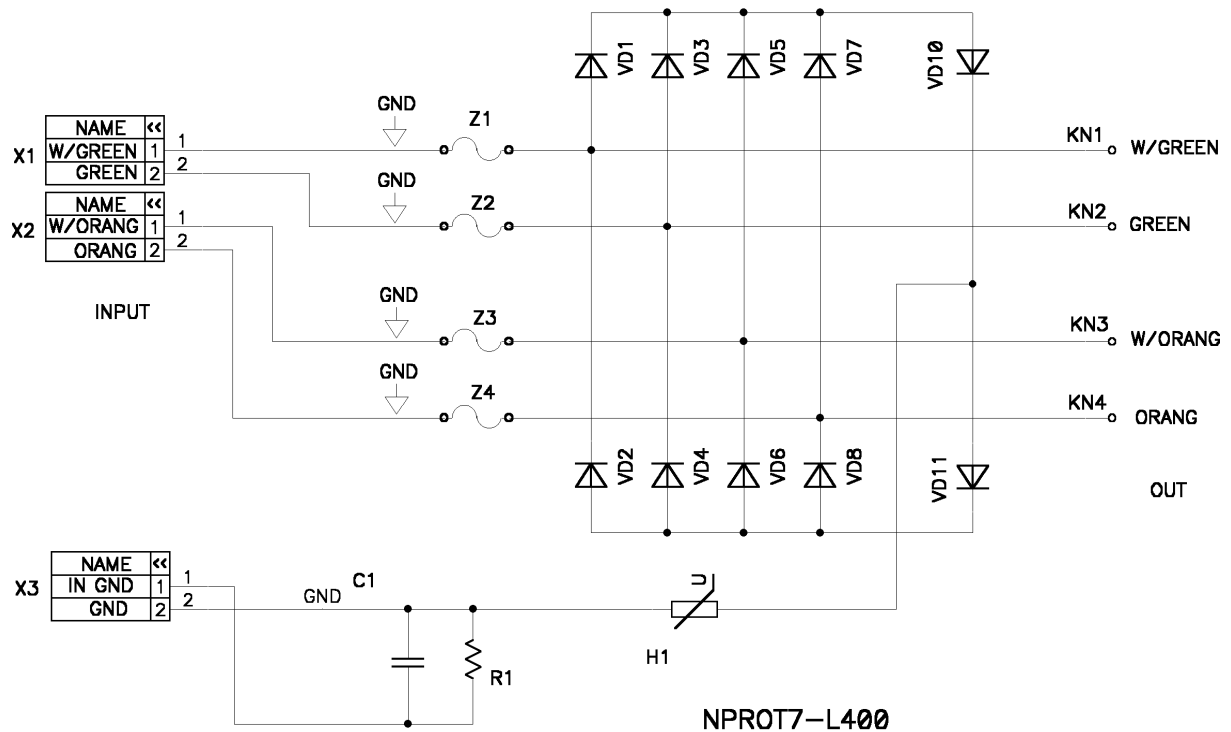 VD1
VD3
VD5
VD7
VD10
GND
Z1
X1
NAME <<
W/GREEN 1
GREEN 2
1
2
KN1
W/GREEN
GND
Z2
KN2
GREEN
X2
NAME <<
W/ORANG 1
ORANG 2
1
2
INPUT
GND
Z3
KN3
W/ORANG
GND
Z4
KN4
ORANG
VD2
VD4
VD6
VD8
VD11
OUT
X3
NAME <<
IN GND 1
GND 2
1
2
GND
C1
U
H1
R1
NPROT7-L400